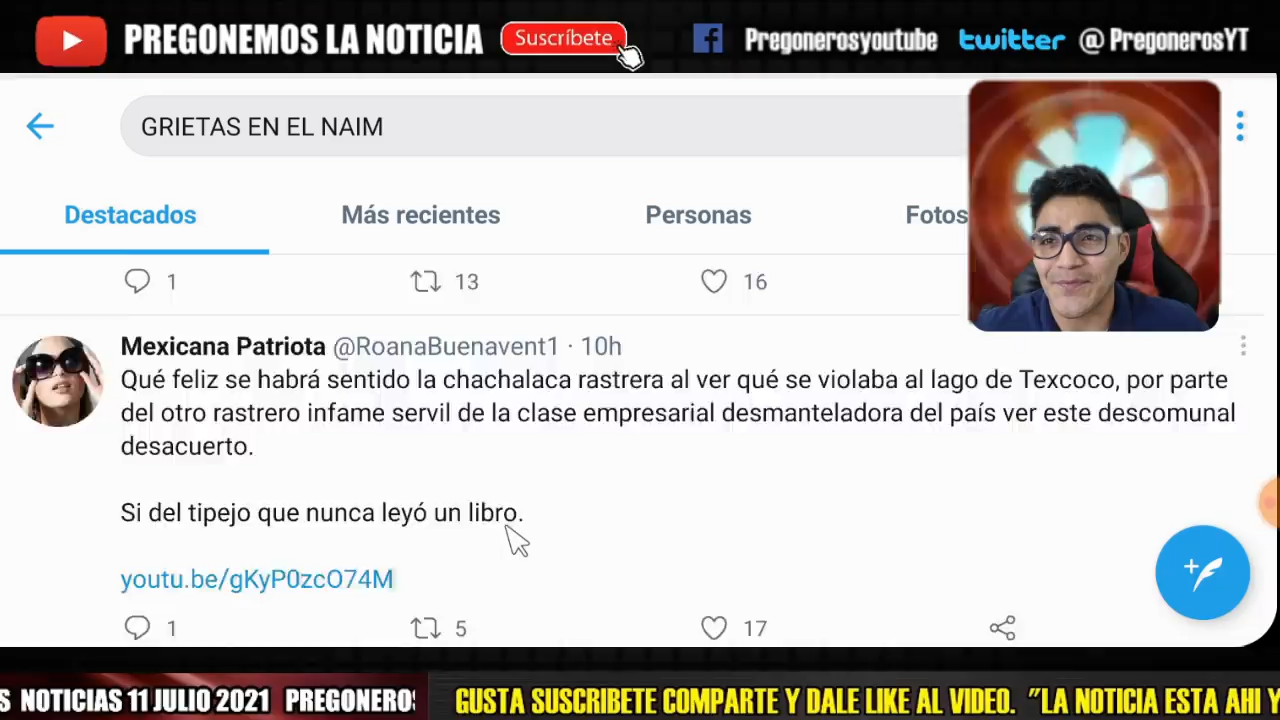 PREGONEMOS LA NOTICIA Suscríbete Pregonerosyoutube twitter @ PregonerosYT
GRIETAS EN EL NAIM
Destacados Más recientes Personas Fotos
1 13 16
Mexicana Patriota @RoanaBuenavent1 · 10h
Qué feliz se habrá sentido la chachalaca rastrera al ver qué se violaba al lago de Texcoco, por parte
del otro rastrero infame servil de la clase empresarial desmanteladora del país ver este descomunal
desacuerto.
Si del tipejo que nunca leyó un libro.
youtu.be/gKyP0zcO74M
1 5 17
S NOTICIAS 11 JULIO 2021 PREGONEROS GUSTA SUSCRIBETE COMPARTE Y DALE LIKE AL VIDEO. "LA NOTICIA ESTA AHI Y